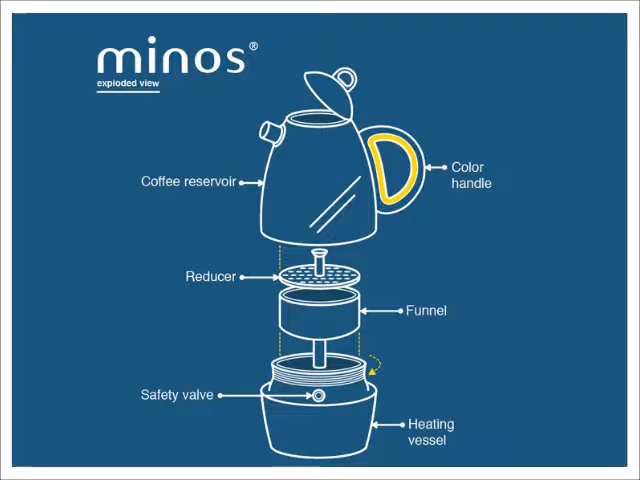 minos®
exploded view
Coffee reservoir
Color
handle
Reducer
Funnel
Safety valve
Heating
vessel